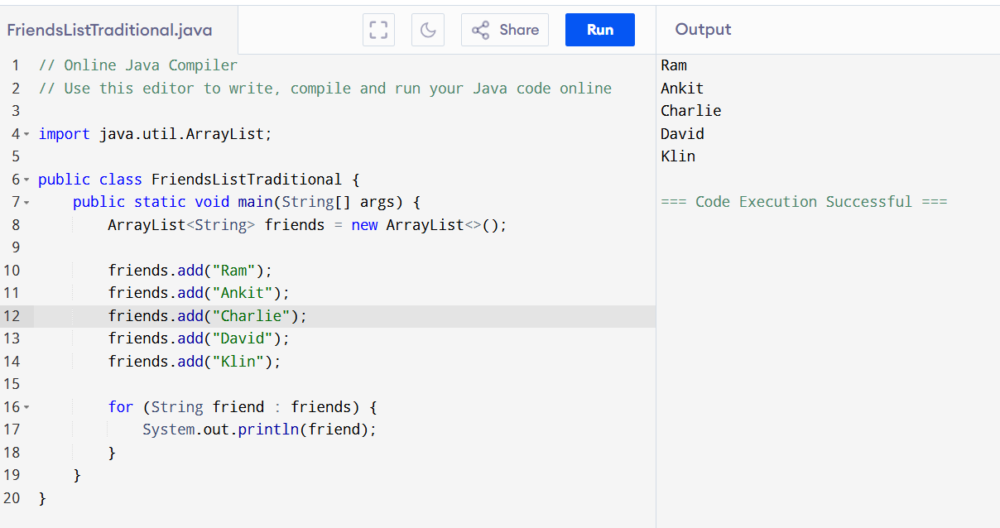 FriendsListTraditional.java
Share
Run
Output
1 // Online Java Compiler
2 // Use this editor to write, compile and run your Java code online
3
4 import java.util.ArrayList;
5
6 public class FriendsListTraditional {
7     public static void main(String[] args) {
8         ArrayList<String> friends = new ArrayList<>();
9
10         friends.add("Ram");
11         friends.add("Ankit");
12         friends.add("Charlie");
13         friends.add("David");
14         friends.add("Klin");
15
16         for (String friend : friends) {
17             System.out.println(friend);
18         }
19     }
20 }
Ram
Ankit
Charlie
David
Klin
=== Code Execution Successful ===